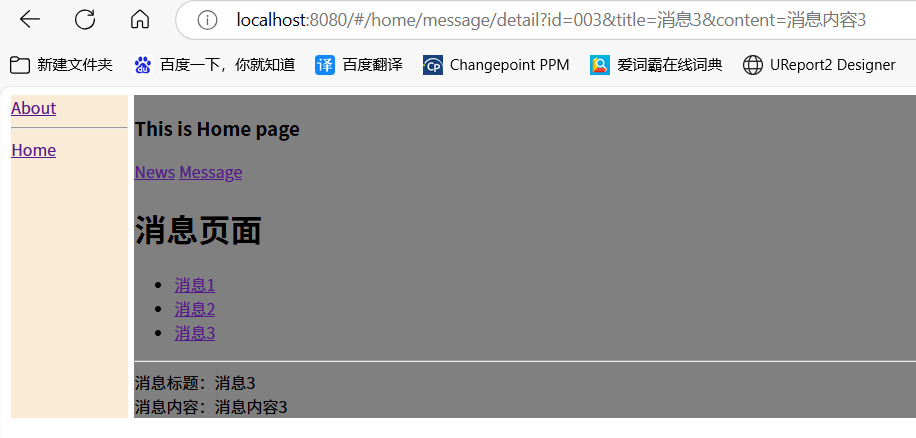 localhost:8080/#/home/message/detail?id=003&title=消息3&content=消息内容3
新建文件夹 百度一下，你就知道 译 百度翻译 CP Changepoint PPM 爱词霸在线词典 UReport2 Designer
About
Home
This is Home page
News Message
消息页面
消息1
消息2
消息3
消息标题：消息3
消息内容：消息内容3